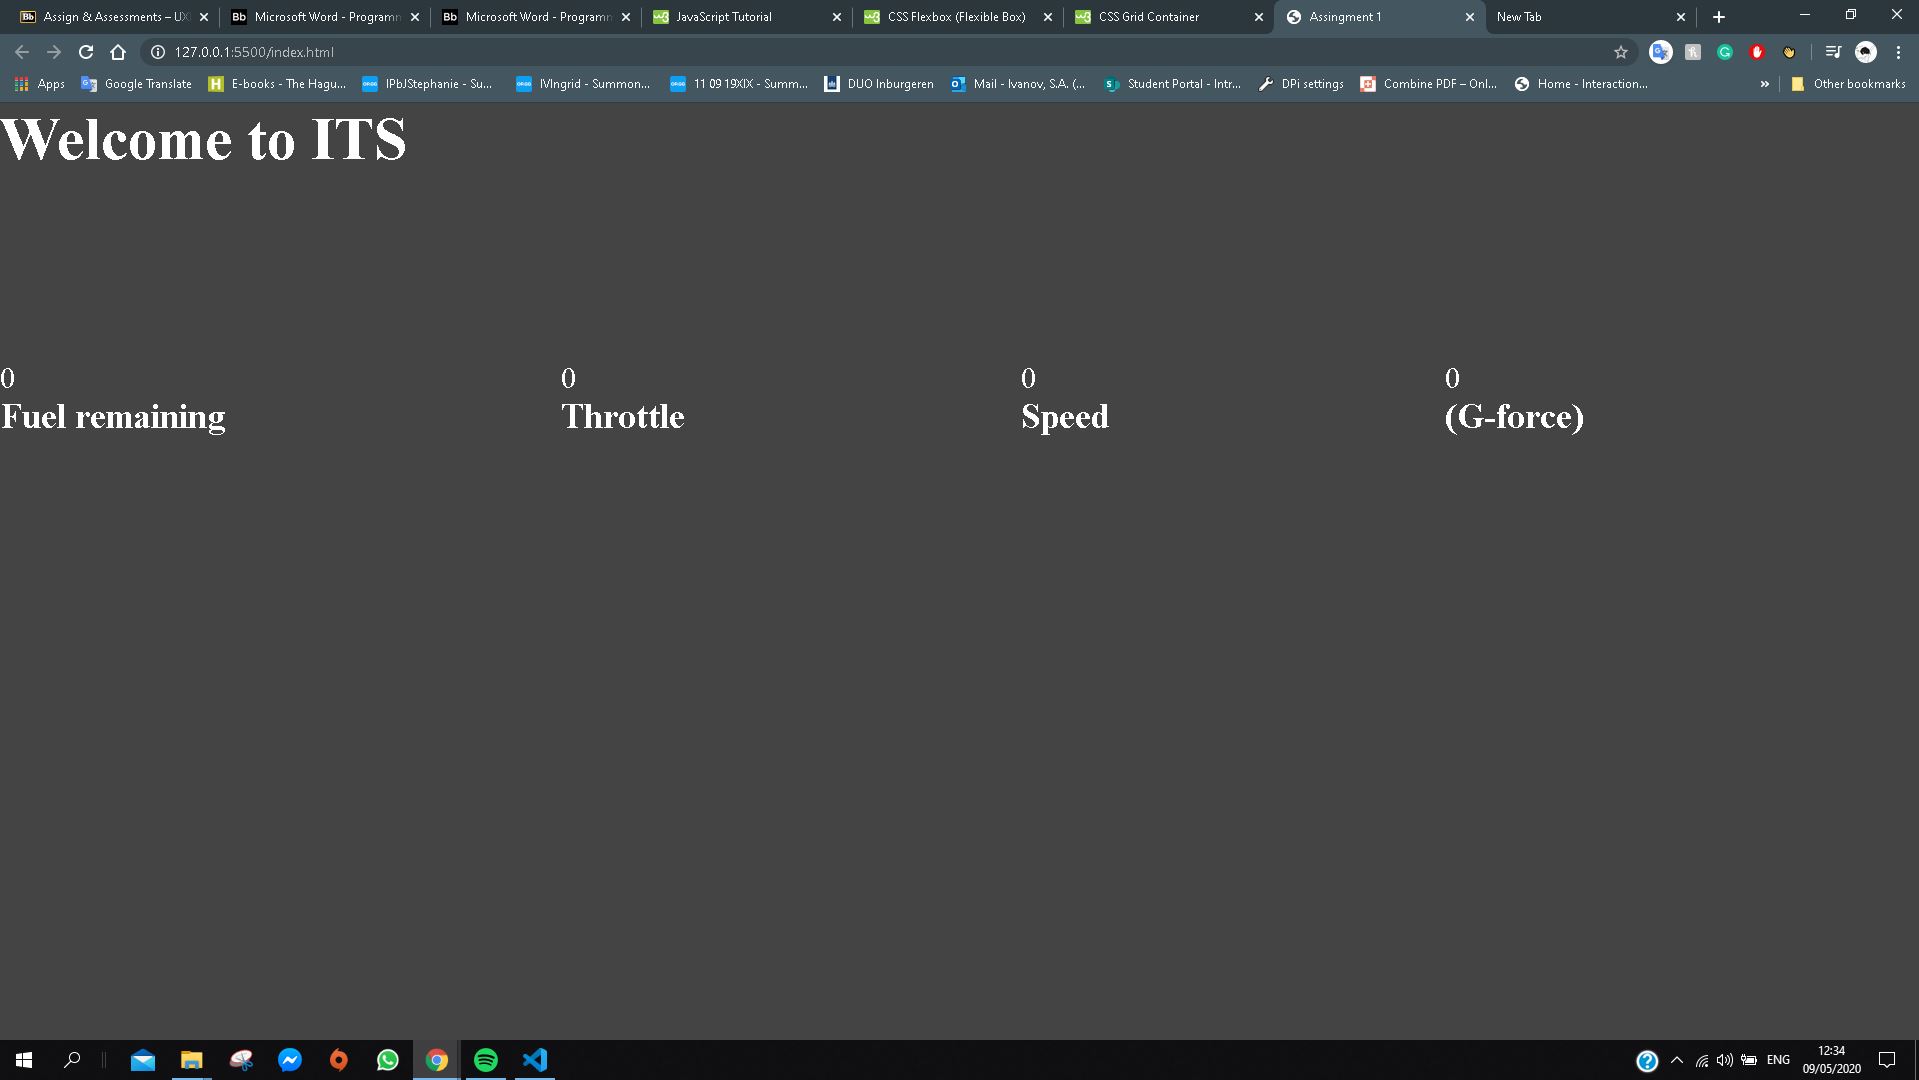 Assign & Assessments – UX
Microsoft Word - Programm
Microsoft Word - Programm
JavaScript Tutorial
CSS Flexbox (Flexible Box)
CSS Grid Container
Assingment 1
New Tab
127.0.0.1:5500/index.html
Apps
Google Translate
E-books - The Hagu...
IPbJStephanie - Su...
IVIngrid - Summon...
11 09 19XIX - Summ...
DUO Inburgeren
Mail - Ivanov, S.A. (...
Student Portal - Intr...
DPi settings
Combine PDF – Onl...
Home - Interaction...
»
Other bookmarks
Welcome to ITS
0
Fuel remaining
0
Throttle
0
Speed
0
(G-force)
ENG
12:34
09/05/2020